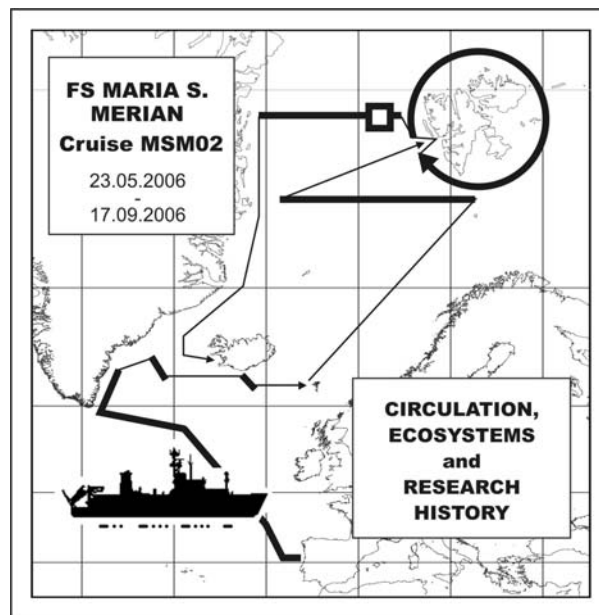 FS MARIA S.
MERIAN
Cruise MSM02
23.05.2006
-
17.09.2006
CIRCULATION,
ECOSYSTEMS
and
RESEARCH
HISTORY